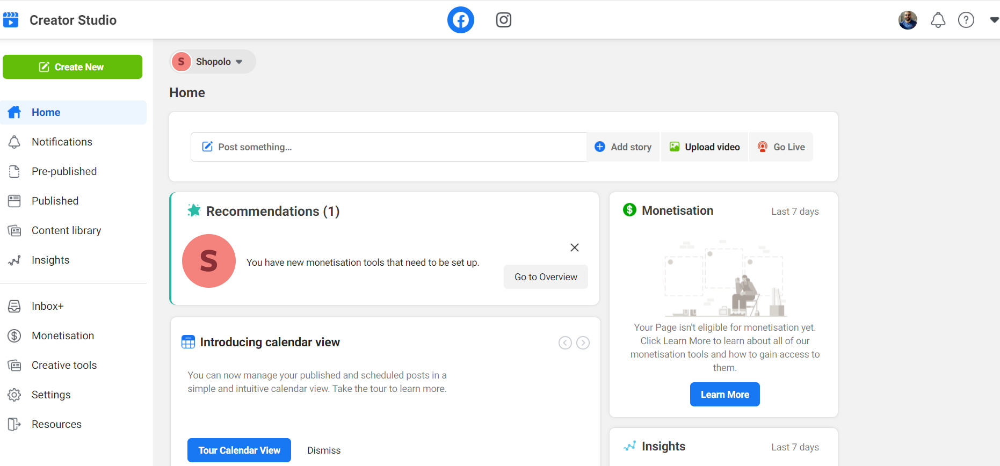 Creator Studio
Create New
Home
Notifications
Pre-published
Published
Content library
Insights
Inbox+
Monetisation
Creative tools
Settings
Resources
S Shopolo
Home
Post something...
Add story
Upload video
Go Live
Recommendations (1)
S
You have new monetisation tools that need to be set up.
Go to Overview
Introducing calendar view
You can now manage your published and scheduled posts in a
simple and intuitive calendar view. Take the tour to learn more.
Tour Calendar View
Dismiss
Monetisation
Last 7 days
Your Page isn't eligible for monetisation yet.
Click Learn More to learn about all of our
monetisation tools and how to gain access to
them.
Learn More
Insights
Last 7 days